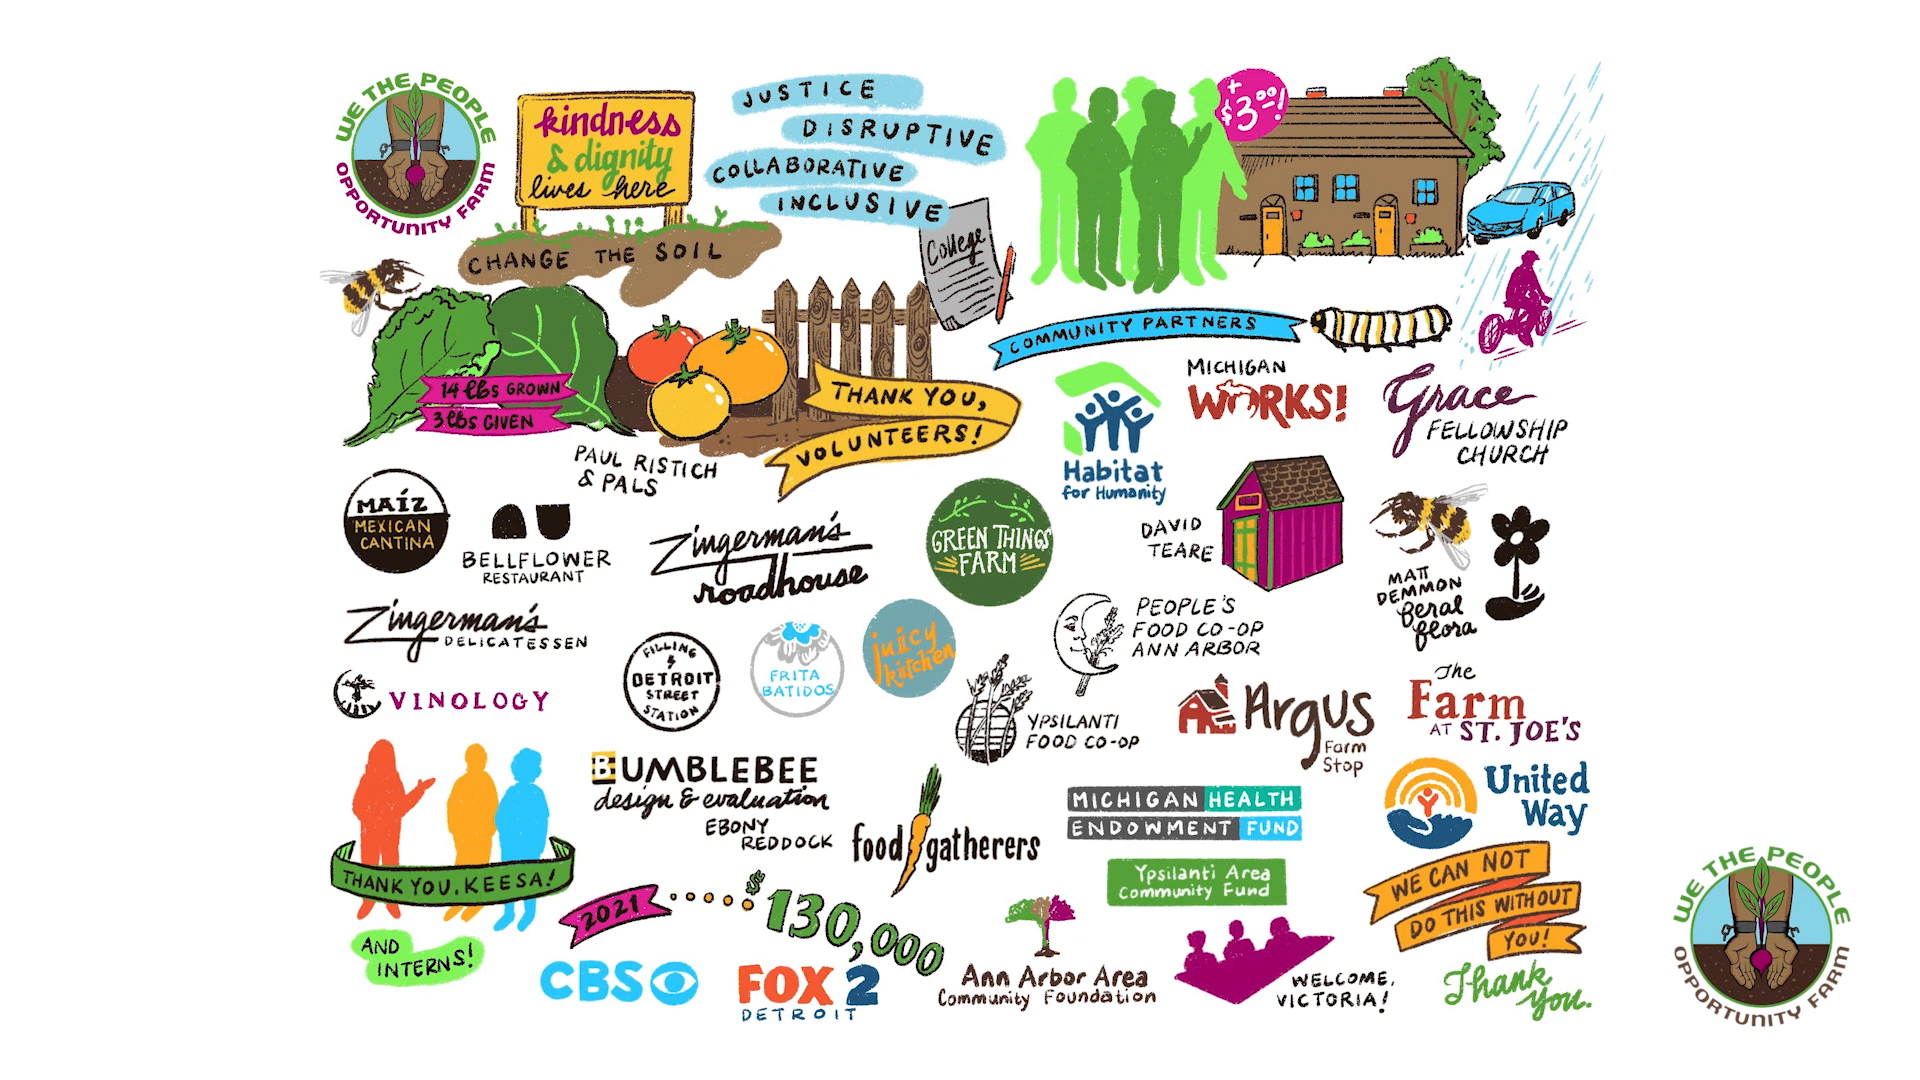 WE THE PEOPLE
OPPORTUNITY FARM
kindness
& dignity
lives here
CHANGE THE SOIL
JUSTICE
DISRUPTIVE
COLLABORATIVE
INCLUSIVE
College
+
$3.00!
COMMUNITY PARTNERS
14 lbs GROWN
3 lbs GIVEN
THANK YOU,
VOLUNTEERS!
PAUL RISTICH
& PALS
Habitat
for Humanity
MICHIGAN
WORKS!
Grace
FELLOWSHIP
CHURCH
MAÍZ
MEXICAN
CANTINA
BELLFLOWER
RESTAURANT
Zingerman's
roadhouse
GREEN THINGS
FARM
DAVID
TEARE
MATT
DEMMON
feral
flora
Zingerman's
DELICATESSEN
FILLING
DETROIT
STREET
STATION
FRITA
BATIDOS
juicy
kitchen
PEOPLE'S
FOOD CO-OP
ANN ARBOR
VINOLOGY
YPSILANTI
FOOD CO-OP
Argus
Farm
Stop
The
Farm
AT ST. JOE'S
THANK YOU, KEESA!
AND
INTERNS!
BUMBLEBEE
design & evaluation
EBONY
REDDOCK
food gatherers
MICHIGAN HEALTH
ENDOWMENT FUND
United
Way
Ypsilanti Area
Community Fund
2021
$130,000
CBS
FOX 2
DETROIT
Ann Arbor Area
Community Foundation
WELCOME,
VICTORIA!
WE CAN NOT
DO THIS WITHOUT
YOU!
Thank
you.
WE THE PEOPLE
OPPORTUNITY FARM